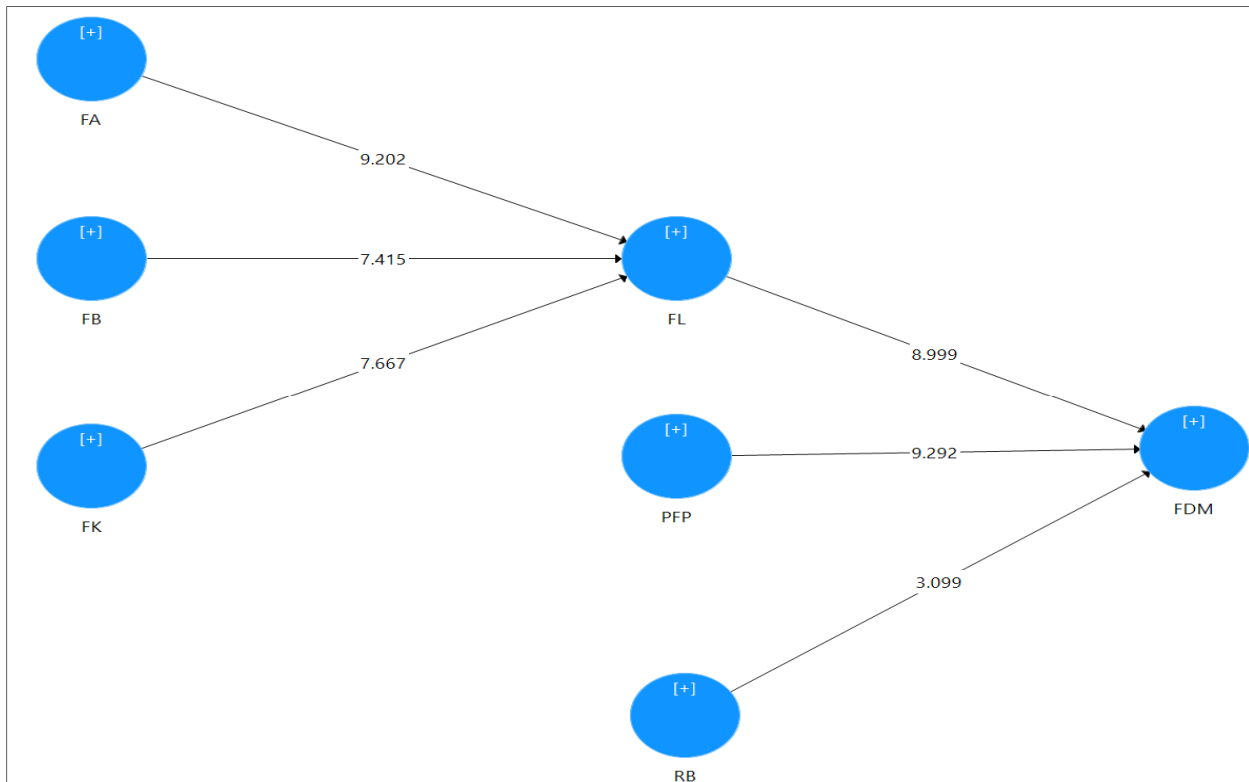 [+]
FA
9.202
[+]
FB
7.415
[+]
FK
7.667
[+]
FL
8.999
[+]
PFP
9.292
[+]
FDM
3.099
[+]
RB